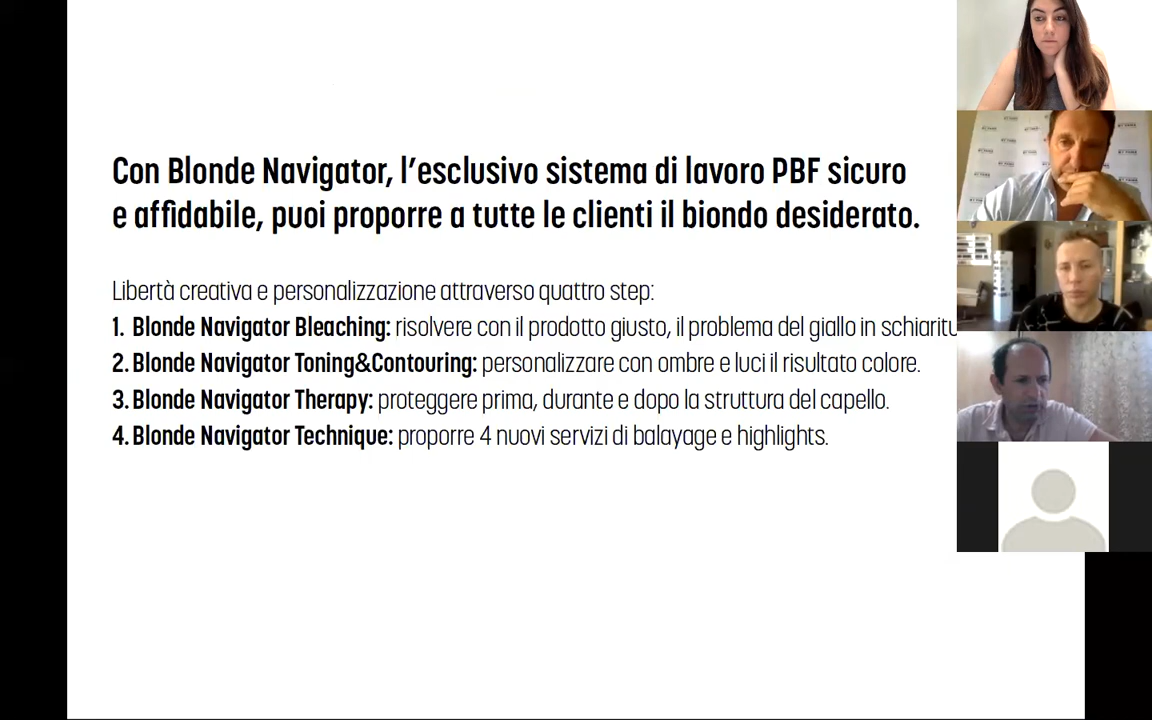 Con Blonde Navigator, l’esclusivo sistema di lavoro PBF sicuro
e affidabile, puoi proporre a tutte le clienti il biondo desiderato.
Libertà creativa e personalizzazione attraverso quattro step:
1. Blonde Navigator Bleaching: risolvere con il prodotto giusto, il problema del giallo in
2. Blonde Navigator Toning&Contouring: personalizzare con ombre e luci il risultato colore.
3. Blonde Navigator Therapy: proteggere prima, durante e dopo la struttura del capello.
4. Blonde Navigator Technique: proporre 4 nuovi servizi di balayage e highlights.